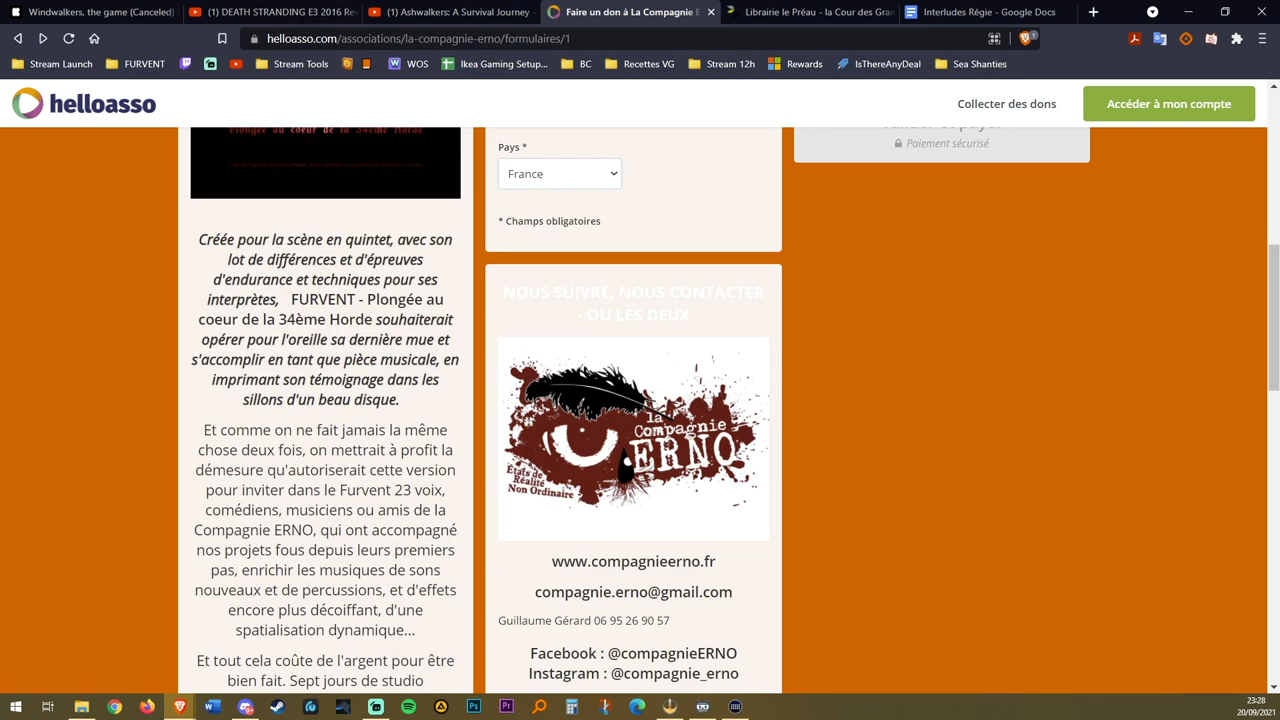 Windwalkers, the game (Canceled)
(1) DEATH STRANDING E3 2016 Rev
(1) Ashwalkers: A Survival Journey -
Faire un don à La Compagnie E
Librairie le Préau - la Cour des Gran
Interludes Régie - Google Docs
helloasso.com/associations/la-compagnie-erno/formulaires/1
Stream Launch
FURVENT
Stream Tools
WOS
Ikea Gaming Setup...
BC
Recettes VG
Stream 12h
Rewards
IsThereAnyDeal
Sea Shanties
helloasso
Collecter des dons
Accéder à mon compte
Plongée au coeur de la 34ème Horde
Créée pour la scène en quintet, avec son
lot de différences et d'épreuves
d'endurance et techniques pour ses
interprètes, FURVENT - Plongée au
coeur de la 34ème Horde souhaiterait
opérer pour l'oreille sa dernière mue et
s'accomplir en tant que pièce musicale, en
imprimant son témoignage dans les
sillons d'un beau disque.
Et comme on ne fait jamais la même
chose deux fois, on mettrait à profit la
démesure qu'autoriserait cette version
pour inviter dans le Furvent 23 voix,
comédiens, musiciens ou amis de la
Compagnie ERNO, qui ont accompagné
nos projets fous depuis leurs premiers
pas, enrichir les musiques de sons
nouveaux et de percussions, et d'effets
encore plus décoiffant, d'une
spatialisation dynamique...
Et tout cela coûte de l'argent pour être
bien fait. Sept jours de studio
Pays *
France
* Champs obligatoires
NOUS SUIVRE, NOUS CONTACTER
- OU LES DEUX
la
Compagnie
ERNO
États de
Réalité
Non Ordinaire
www.compagnieerno.fr
compagnie.erno@gmail.com
Guillaume Gérard 06 95 26 90 57
Facebook : @compagnieERNO
Instagram : @compagnie_erno
Paiement sécurisé
23:28
20/09/2021